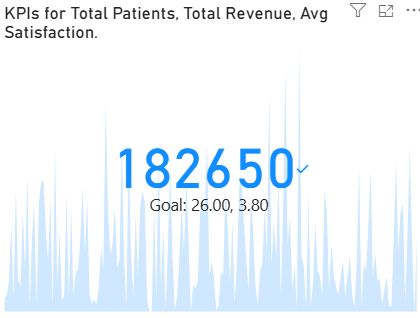 KPIs for Total Patients, Total Revenue, Avg
Satisfaction.
182650
Goal: 26.00, 3.80